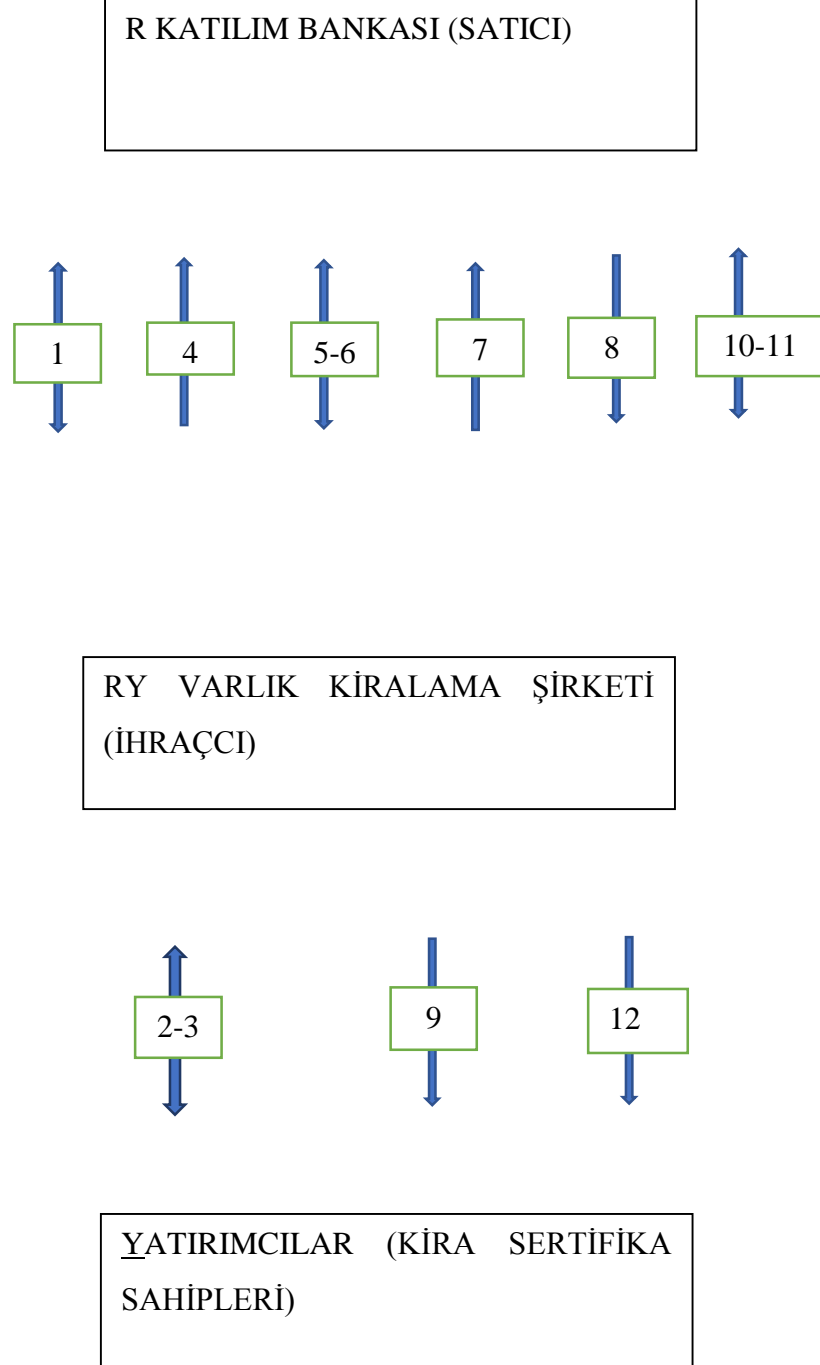 R KATILIM BANKASI (SATICI)
1
4
5-6
7
8
10-11
RY VARLIK KİRALAMA ŞİRKETİ
(İHRAÇCI)
2-3
9
12
YATIRIMCILAR (KİRA SERTİFİKA
SAHİPLERİ)